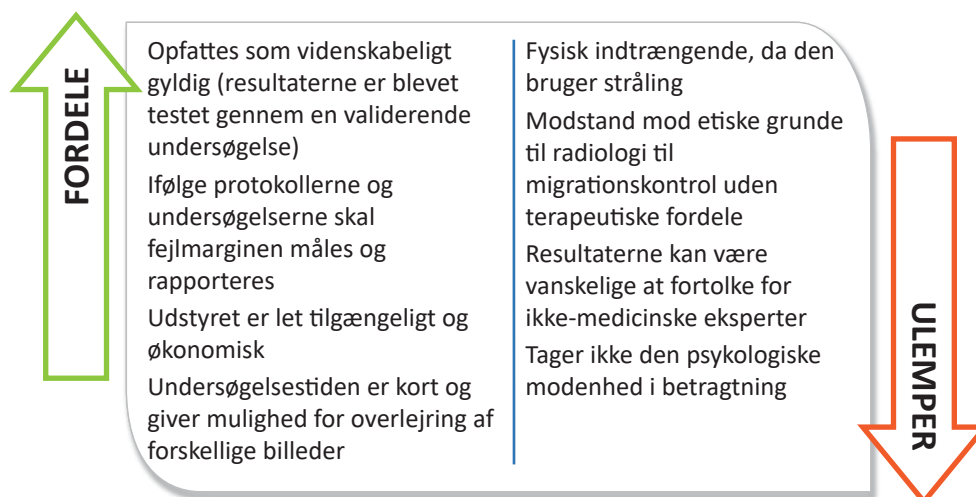 FORDELE
Opfattes som videnskabeligt
gyldig (resultaterne er blevet
testet gennem en validerende
undersøgelse)
Ifølge protokollerne og
undersøgelserne skal
fejlmarginen måles og
rapporteres
Udstyret er let tilgængeligt og
økonomisk
Undersøgelsestiden er kort og
giver mulighed for overlejring af
forskellige billeder
Fysisk indtrængende, da den
bruger stråling
Modstand mod etiske grunde
til radiologi til
migrationskontrol uden
terapeutiske fordele
Resultaterne kan være
vanskelige at fortolke for
ikke-medicinske eksperter
Tager ikke den psykologiske
modenhed i betragtning
ULEMPER